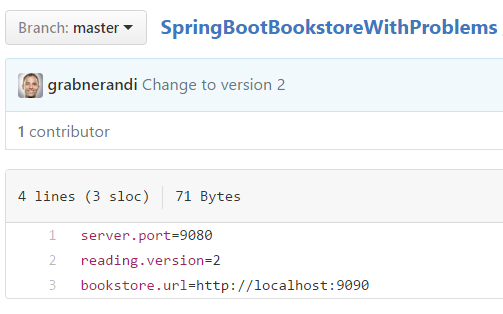 Branch: master SpringBootBookstoreWithProblems
grabnerandi Change to version 2
1 contributor
4 lines (3 sloc) 71 Bytes
1 server.port=9080
2 reading.version=2
3 bookstore.url=http://localhost:9090